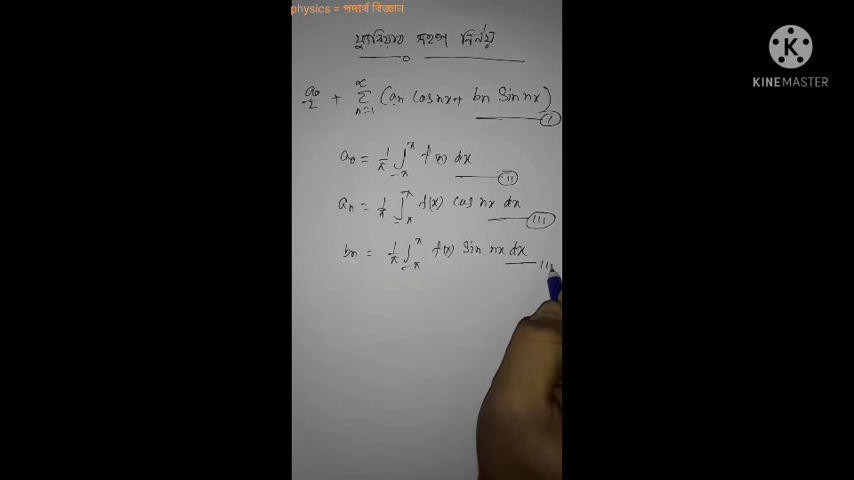 physics = পদার্থ বিজ্ঞান
ফুরিয়ার সহগ নির্ণয়
a₀/2 + ∑ₙ₌₁^∝ (aₙ cos nx + bₙ Sin nx) — I
a₀ = 1/π ∫₋π^π f(x) dx — II
aₙ = 1/π ∫₋π^π f(x) cos nx dx — III
bₙ = 1/π ∫₋π^π f(x) Sin nx dx —
KINEMASTER